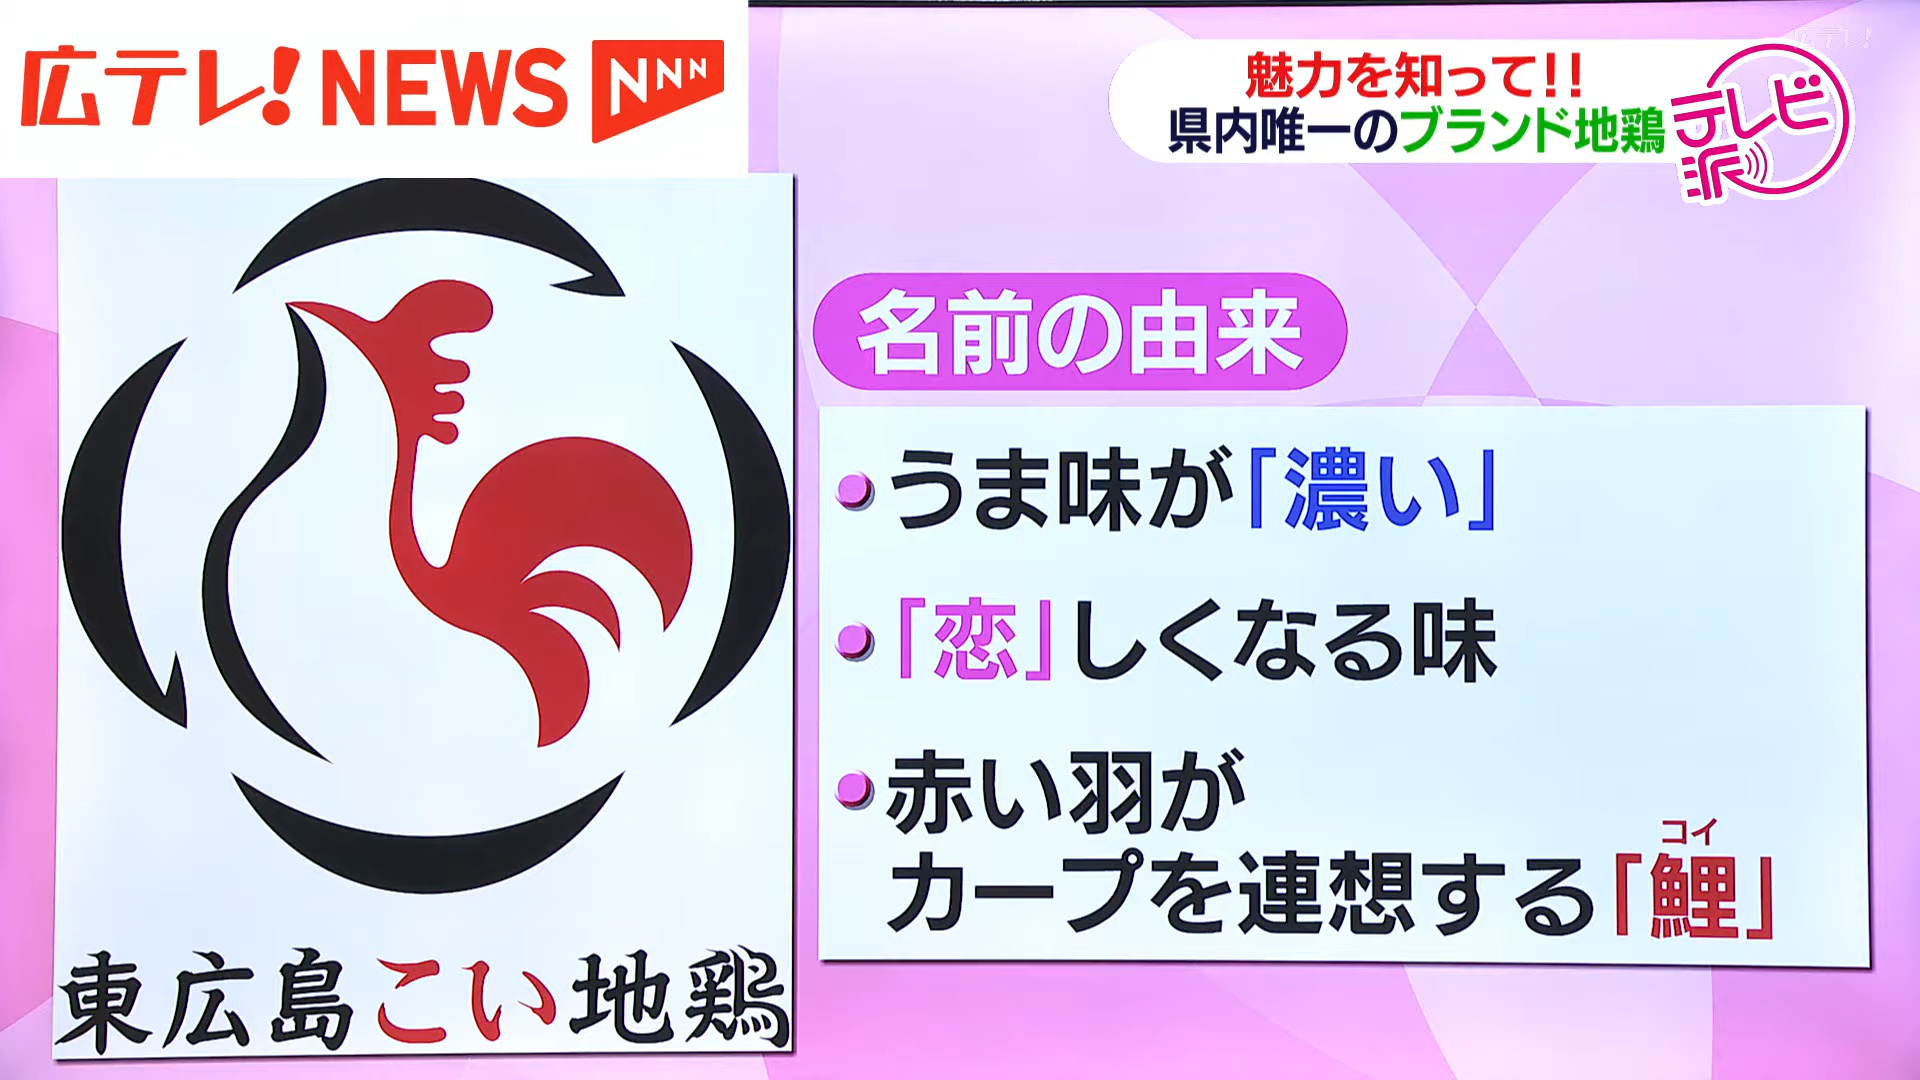 広テレ!NEWS NNN
広テレ!
魅力を知って!!
県内唯一のブランド地鶏
テレビ派
名前の由来
うま味が「濃い」
「恋」しくなる味
赤い羽が
カープを連想する「鯉」
コイ
東広島こい地鶏